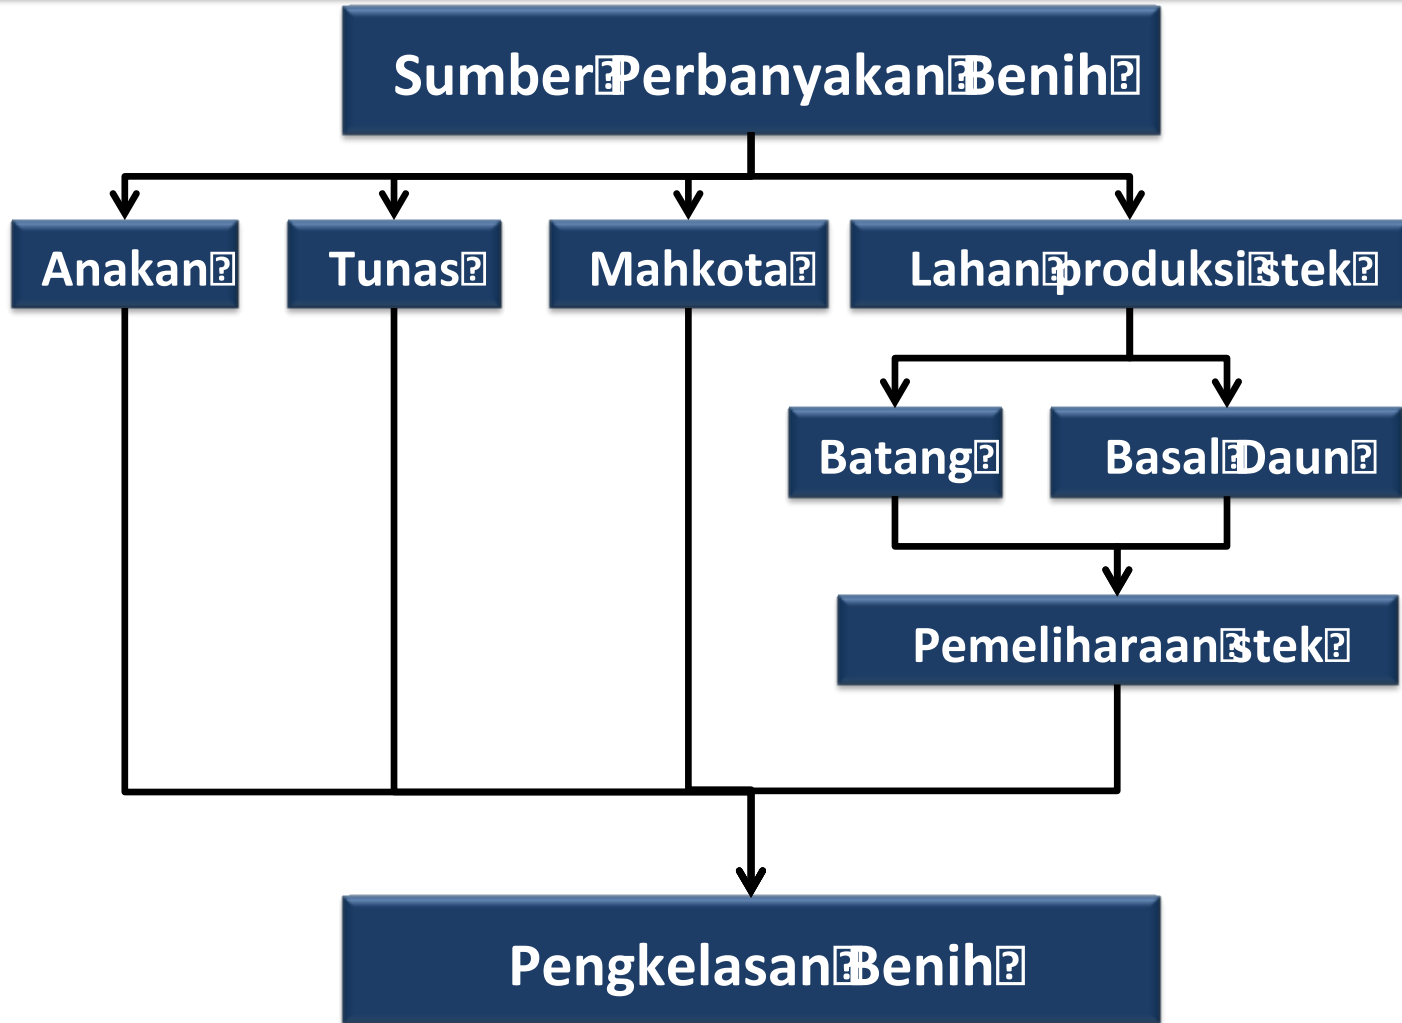 Sumber Perbanyakan Benih
Anakan
Tunas
Mahkota
Lahan produksi stek
Batang
Basal Daun
Pemeliharaan stek
Pengkelasan Benih